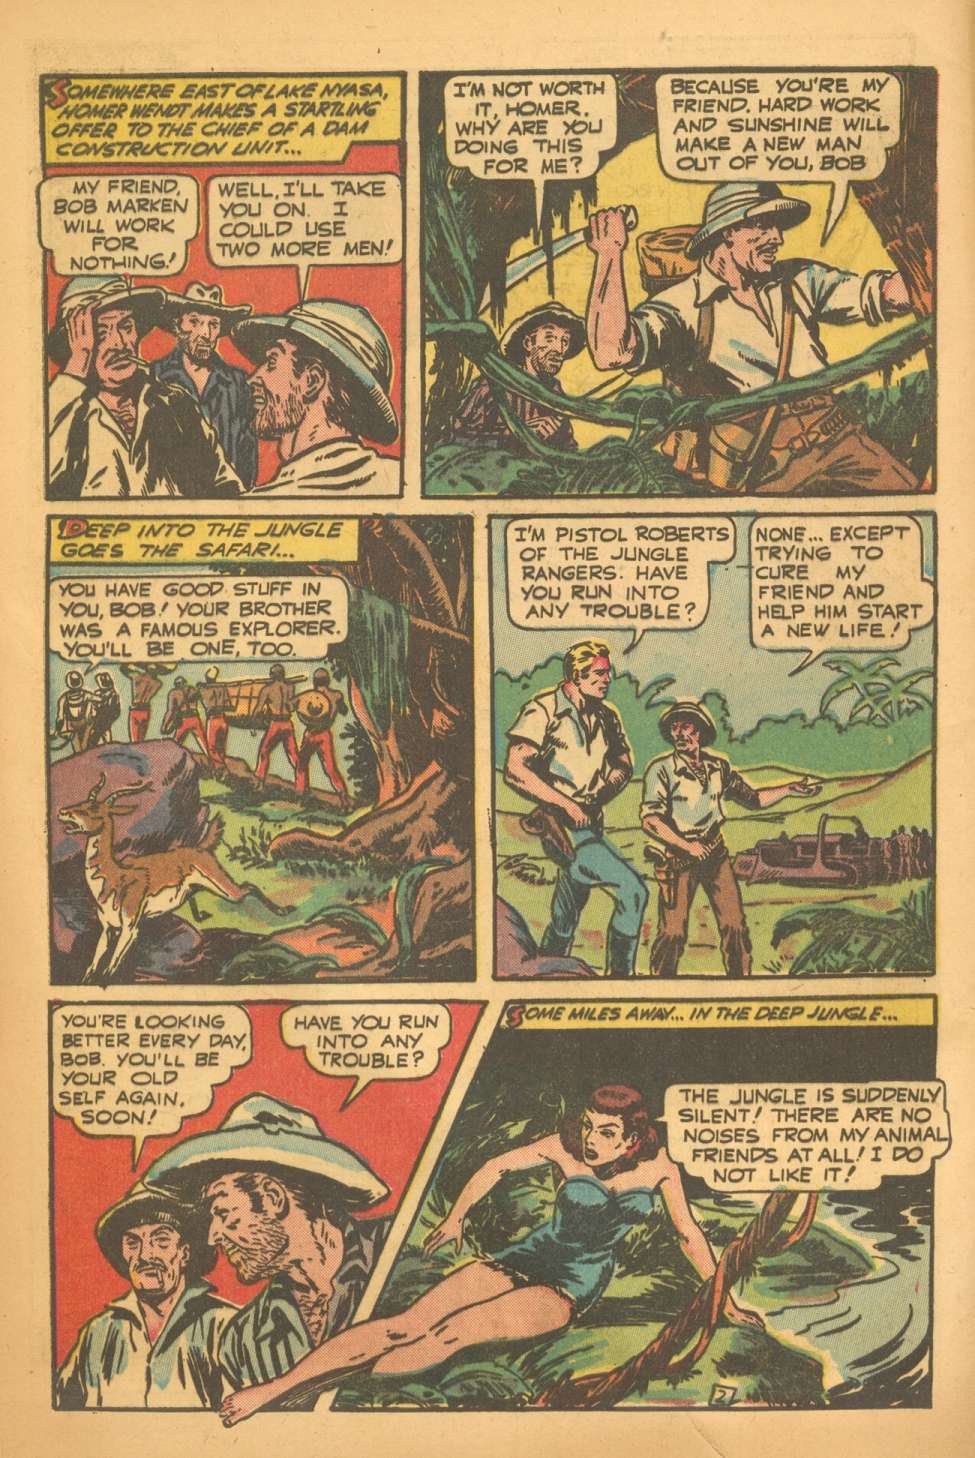 SOMEWHERE EAST OF LAKE NYASA,
HOMER WENDT MAKES A STARTLING
OFFER TO THE CHIEF OF A DAM
CONSTRUCTION UNIT...
MY FRIEND,
BOB MARKEN
WILL WORK
FOR
NOTHING!
WELL, I'LL TAKE
YOU ON. I
COULD USE
TWO MORE MEN!
I'M NOT WORTH
IT, HOMER.
WHY ARE YOU
DOING THIS
FOR ME?
BECAUSE YOU'RE MY
FRIEND. HARD WORK
AND SUNSHINE WILL
MAKE A NEW MAN
OUT OF YOU, BOB
DEEP INTO THE JUNGLE
GOES THE SAFARI...
YOU HAVE GOOD STUFF IN
YOU, BOB! YOUR BROTHER
WAS A FAMOUS EXPLORER.
YOU'LL BE ONE, TOO.
I'M PISTOL ROBERTS
OF THE JUNGLE
RANGERS. HAVE
YOU RUN INTO
ANY TROUBLE?
NONE... EXCEPT
TRYING TO
CURE MY
FRIEND AND
HELP HIM START
A NEW LIFE!
YOU'RE LOOKING
BETTER EVERY DAY,
BOB. YOU'LL BE
YOUR OLD
SELF AGAIN,
SOON!
HAVE YOU RUN
INTO ANY
TROUBLE?
SOME MILES AWAY... IN THE DEEP JUNGLE...
THE JUNGLE IS SUDDENLY
SILENT! THERE ARE NO
NOISES FROM MY ANIMAL
FRIENDS AT ALL! I DO
NOT LIKE IT!
2